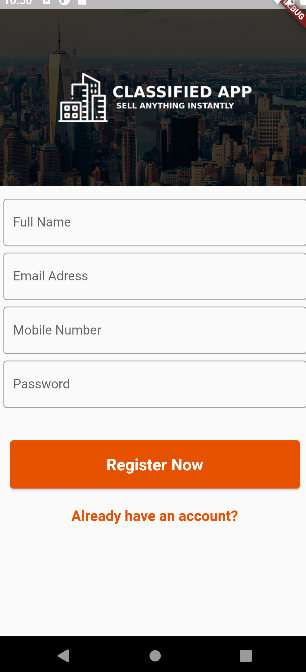 10:50
DEBUG
CLASSIFIED APP
SELL ANYTHING INSTANTLY
Full Name
Email Adress
Mobile Number
Password
Register Now
Already have an account?